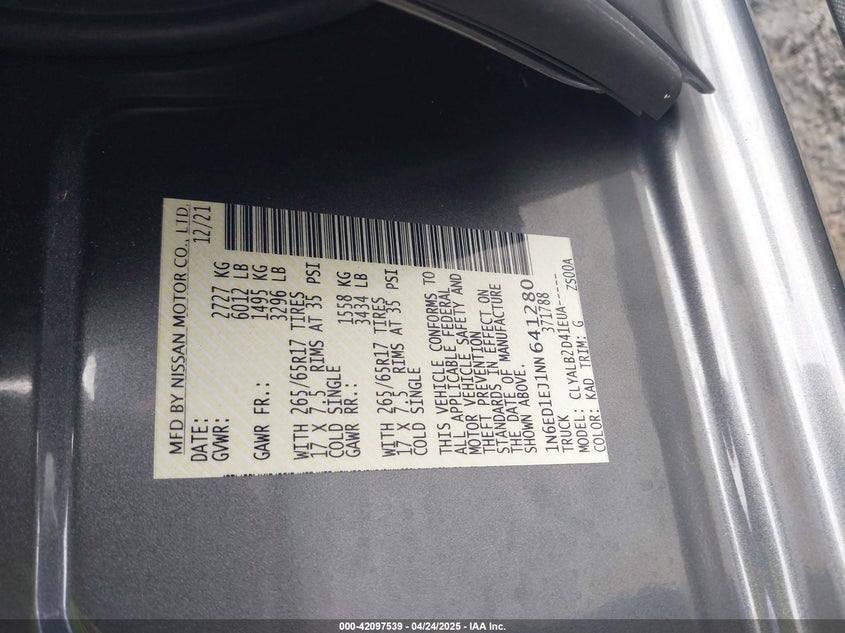 MFD BY NISSAN MOTOR CO., LTD.
DATE: 12/21
GVWR: 2727 KG
6012 LB
GAWR FR.: 1495 KG
3296 LB
WITH 265/65R17 TIRES
17 X 7.5, RIMS AT 35 PSI
COLD SINGLE
GAWR RR.: 1558 KG
3434 LB
WITH 265/65R17 TIRES
17 X 7.5, RIMS AT 35 PSI
COLD SINGLE
THIS VEHICLE CONFORMS TO
ALL APPLICABLE FEDERAL
MOTOR VEHICLE SAFETY AND
THEFT PREVENTION
STANDARDS IN EFFECT ON
THE DATE OF MANUFACTURE
SHOWN ABOVE.
1N6ED1EJ1NN641280
TRUCK 371788
MODEL: CLYALB2D41EUA-----
COLOR: KAD TRIM: G ZS00A
000-42097539 - 04/24/2025 - IAA Inc.